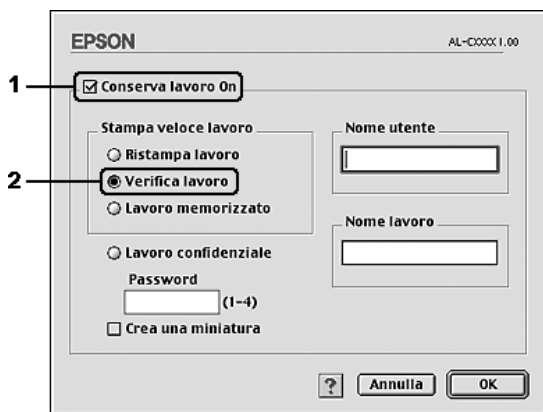 EPSON
AL-CXXXX 1.00
1
Conserva lavoro On
Stampa veloce lavoro
Ristampa lavoro
2
Verifica lavoro
Lavoro memorizzato
Lavoro confidenziale
Password
(1-4)
Crea una miniatura
Nome utente
Nome lavoro
?
Annulla
OK